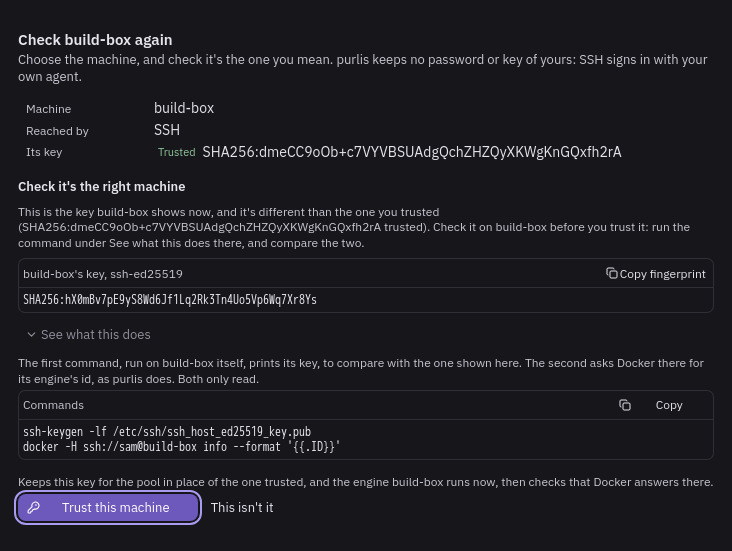 Check build-box again
Choose the machine, and check it's the one you mean. purlis keeps no password or key of yours: SSH signs in with your
own agent.
Machine build-box
Reached by SSH
Its key Trusted SHA256:dmeCC9oOb+c7VYVBSUAdgQchZHZQyXKWgKnGQxfh2rA
Check it's the right machine
This is the key build-box shows now, and it's different than the one you trusted
(SHA256:dmeCC9oOb+c7VYVBSUAdgQchZHZQyXKWgKnGQxfh2rA trusted). Check it on build-box before you trust it: run the
command under See what this does there, and compare the two.
build-box's key, ssh-ed25519 Copy fingerprint
SHA256:hX0mBv7pE9yS8Wd6Jf1Lq2Rk3Tn4Uo5Vp6Wq7Xr8Ys
See what this does
The first command, run on build-box itself, prints its key, to compare with the one shown here. The second asks Docker there for
its engine's id, as purlis does. Both only read.
Commands Copy
ssh-keygen -lf /etc/ssh/ssh_host_ed25519_key.pub
docker -H ssh://sam@build-box info --format '{{.ID}}'
Keeps this key for the pool in place of the one trusted, and the engine build-box runs now, then checks that Docker answers there.
Trust this machine This isn't it